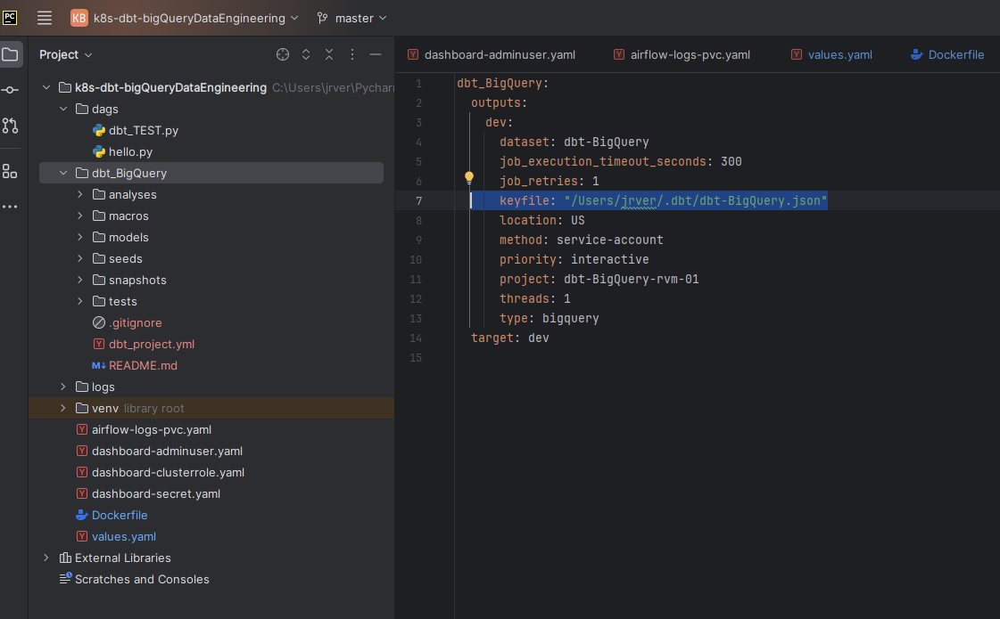 PC
KB k8s-dbt-bigQueryDataEngineering master
Project
k8s-dbt-bigQueryDataEngineering C:\Users\jrver\Pychar
dags
dbt_TEST.py
hello.py
dbt_BigQuery
analyses
macros
models
seeds
snapshots
tests
.gitignore
Y dbt_project.yml
M↓ README.md
logs
venv library root
Y airflow-logs-pvc.yaml
Y dashboard-adminuser.yaml
Y dashboard-clusterrole.yaml
Y dashboard-secret.yaml
Dockerfile
Y values.yaml
External Libraries
Scratches and Consoles
Y dashboard-adminuser.yaml Y airflow-logs-pvc.yaml Y values.yaml Dockerfile
1 dbt_BigQuery:
2 outputs:
3 dev:
4 dataset: dbt-BigQuery
5 job_execution_timeout_seconds: 300
6 job_retries: 1
7 keyfile: "/Users/jrver/.dbt/dbt-BigQuery.json"
8 location: US
9 method: service-account
10 priority: interactive
11 project: dbt-BigQuery-rvm-01
12 threads: 1
13 type: bigquery
14 target: dev
15